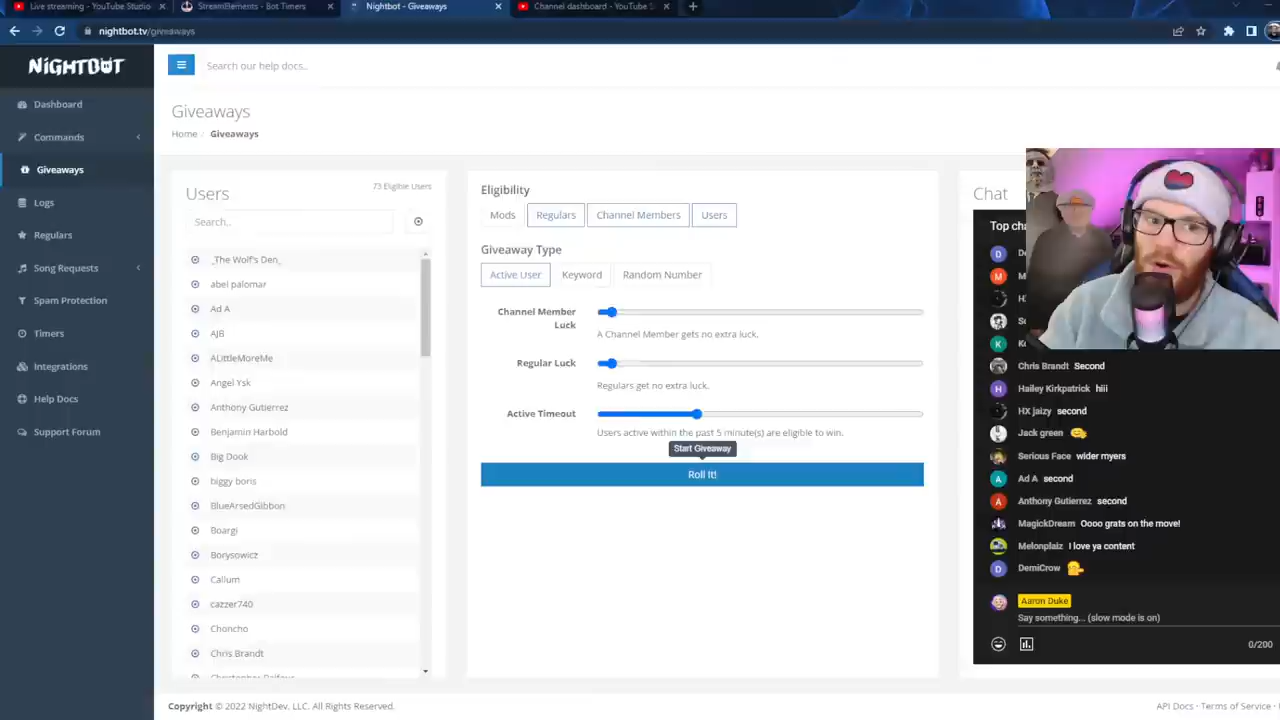 Live streaming - YouTube Studio
StreamElements - Bot Timers
Nightbot - Giveaways
Channel dashboard - YouTube S
nightbot.tv/giveaways
NIGHTBOT
Search our help docs..
Dashboard
Commands
Giveaways
Logs
Regulars
Song Requests
Spam Protection
Timers
Integrations
Help Docs
Support Forum
Giveaways
Home / Giveaways
Users
73 Eligible Users
Search..
_The Wolf's Den_
abel palomar
Ad A
AJB
ALittleMoreMe
Angel Ysk
Anthony Gutierrez
Benjamin Harbold
Big Dook
biggy boris
BlueArsedGibbon
Boargi
Borysowicz
Callum
cazzer740
Choncho
Chris Brandt
Eligibility
Mods
Regulars
Channel Members
Users
Giveaway Type
Active User
Keyword
Random Number
Channel Member
Luck
A Channel Member gets no extra luck.
Regular Luck
Regulars get no extra luck.
Active Timeout
Users active within the past 5 minute(s) are eligible to win.
Start Giveaway
Roll It!
Chat
Top cha
Chris Brandt Second
Hailey Kirkpatrick hiii
HX jaizy second
Jack green
Serious Face wider myers
Ad A second
Anthony Gutierrez second
MagickDream Oooo grats on the move!
Melonplaiz I love ya content
DemiCrow
Aaron Duke
Say something... (slow mode is on)
0/200
Copyright © 2022 NightDev, LLC. All Rights Reserved.
API Docs - Terms of Service -